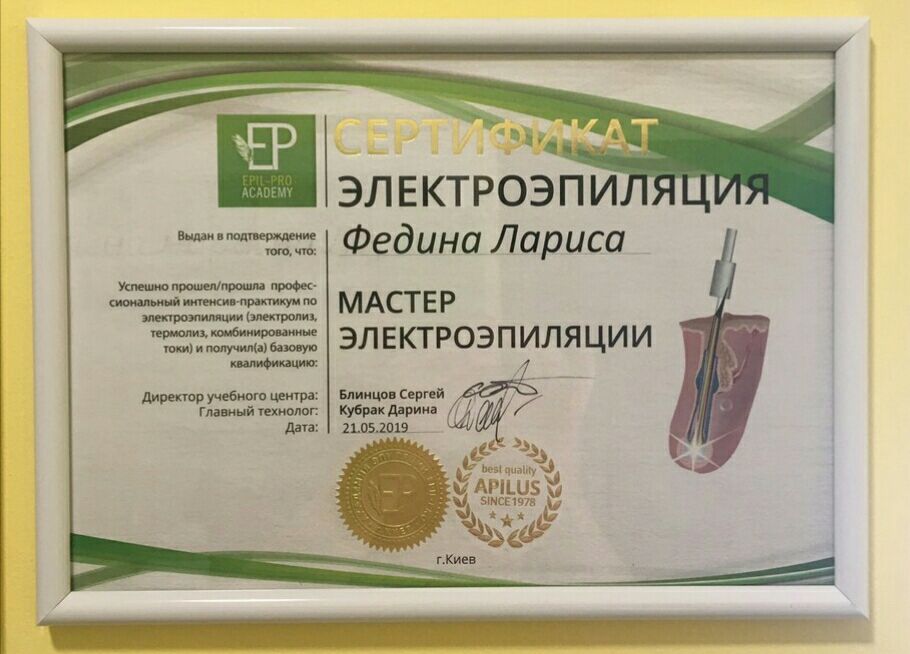 EP
EPIL-PRO
ACADEMY
СЕРТИФИКАТ
ЭЛЕКТРОЭПИЛЯЦИЯ
Выдан в подтверждение
того, что:
Федина Лариса
Успешно прошел/прошла профес-
сиональный интенсив-практикум по
электроэпиляции (электролиз,
термолиз, комбинированные
токи) и получил(а) базовую
квалификацию:
МАСТЕР
ЭЛЕКТРОЭПИЛЯЦИИ
Директор учебного центра: Блинцов Сергей
Главный технолог: Кубрак Дарина
Дата: 21.05.2019
EP
best quality
APILUS
SINCE 1978
г.Киев